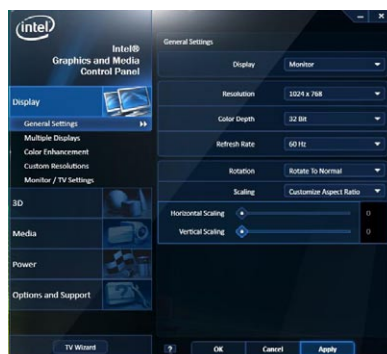 intel
Intel®
Graphics and Media
Control Panel
Display
General Settings
Multiple Displays
Color Enhancement
Custom Resolutions
Monitor / TV Settings
3D
Media
Power
Options and Support
TV Wizard
General Settings
Display Monitor
Resolution 1024 x 768
Color Depth 32 Bit
Refresh Rate 60 Hz
Rotation Rotate To Normal
Scaling Customize Aspect Ratio
Horizontal Scaling 0
Vertical Scaling 0
? OK Cancel Apply